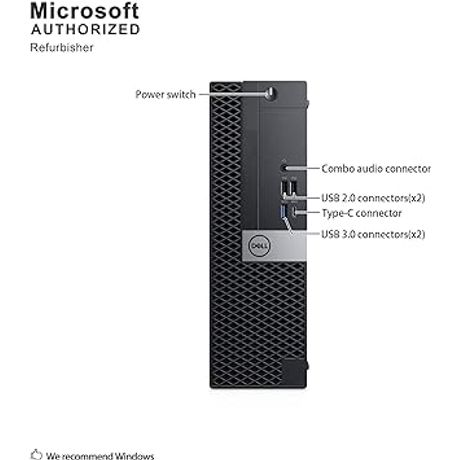 Microsoft
AUTHORIZED
Refurbisher
Power switch
Combo audio connector
USB 2.0 connectors(x2)
Type-C connector
USB 3.0 connectors(x2)
DELL
We recommend Windows